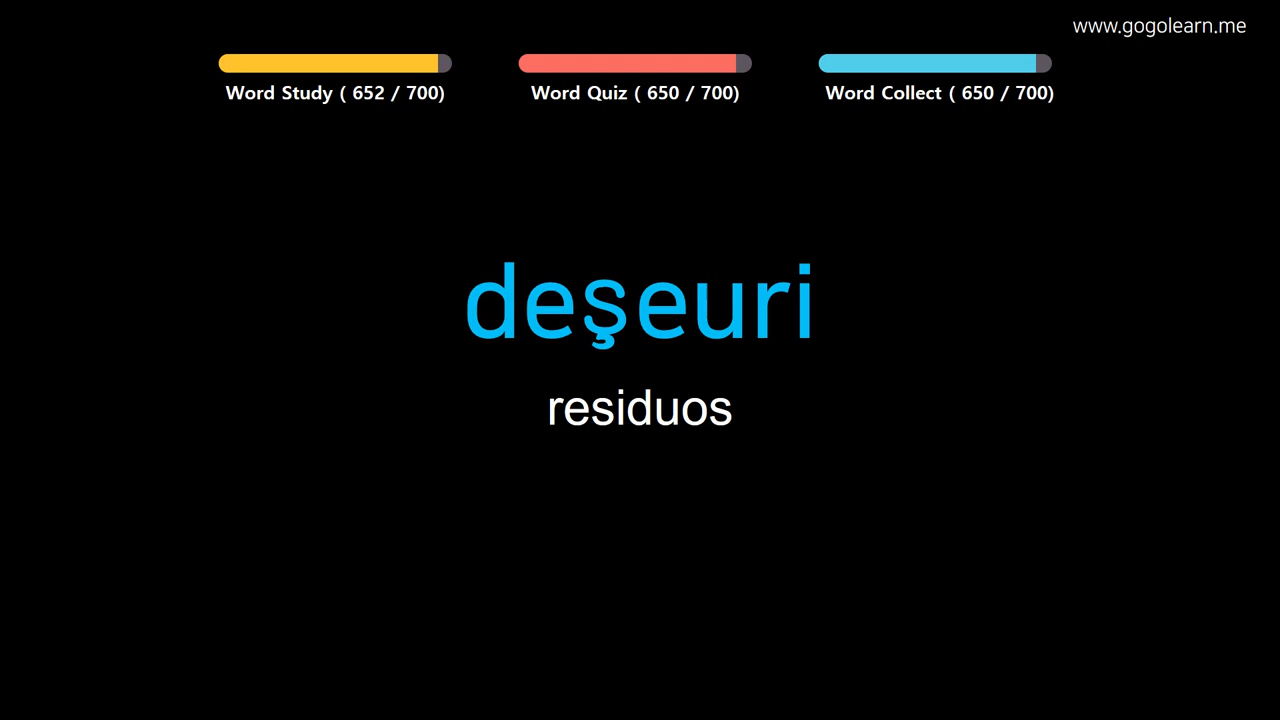 www.gogolearn.me
Word Study ( 652 / 700)
Word Quiz ( 650 / 700)
Word Collect ( 650 / 700)
deşeuri
residuos